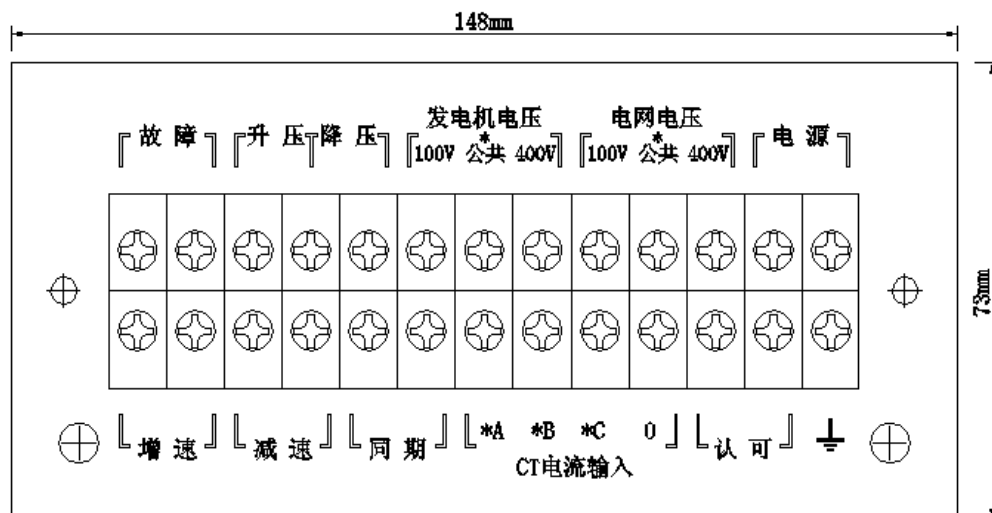 148mm
故障 升压 降压 发电机电压 电网电压 电源
* *
100V 公共 400V 100V 公共 400V
73mm
增速 减速 同期 *A *B *C 0 认可
CT电流输入